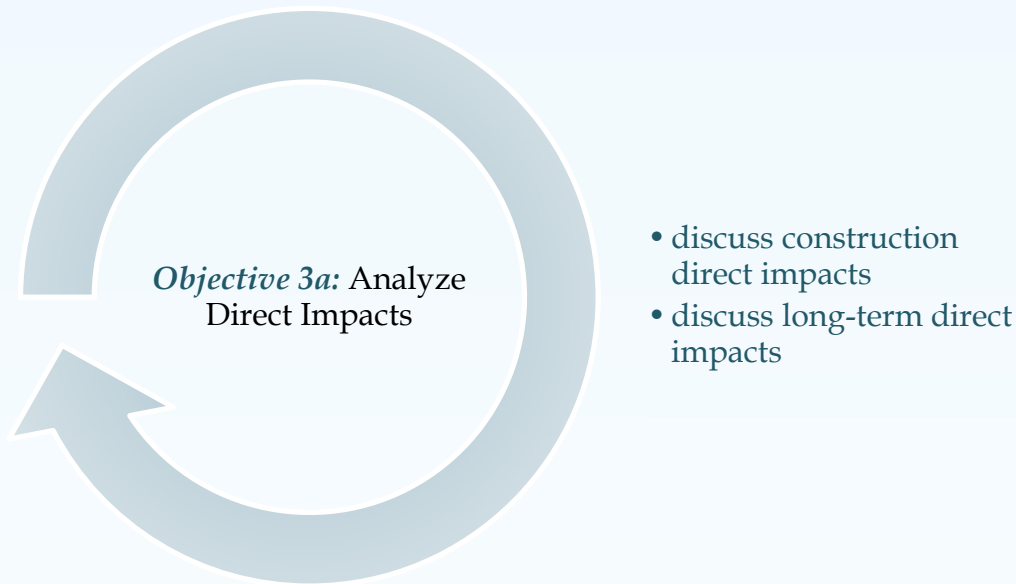 Objective 3a: Analyze
Direct Impacts
• discuss construction
direct impacts
• discuss long-term direct
impacts